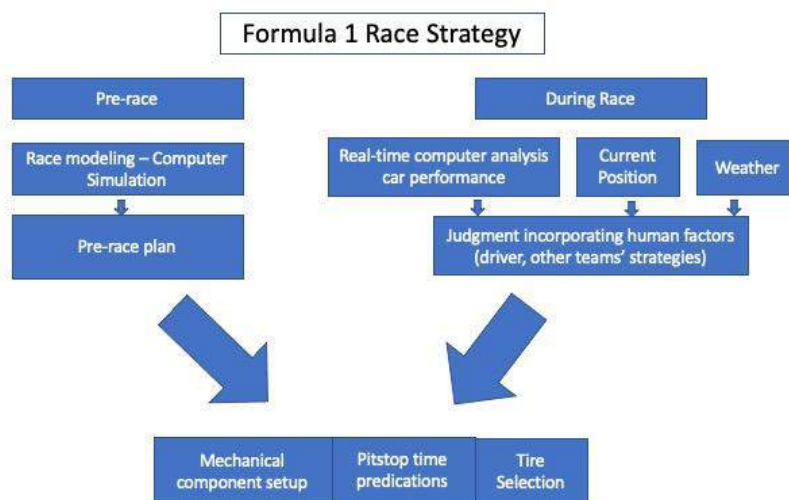 Formula 1 Race Strategy
Pre-race
During Race
Race modeling – Computer
Simulation
Real-time computer analysis
car performance
Current
Position
Weather
Pre-race plan
Judgment incorporating human factors
(driver, other teams’ strategies)
Mechanical
component setup
Pitstop time
predications
Tire
Selection